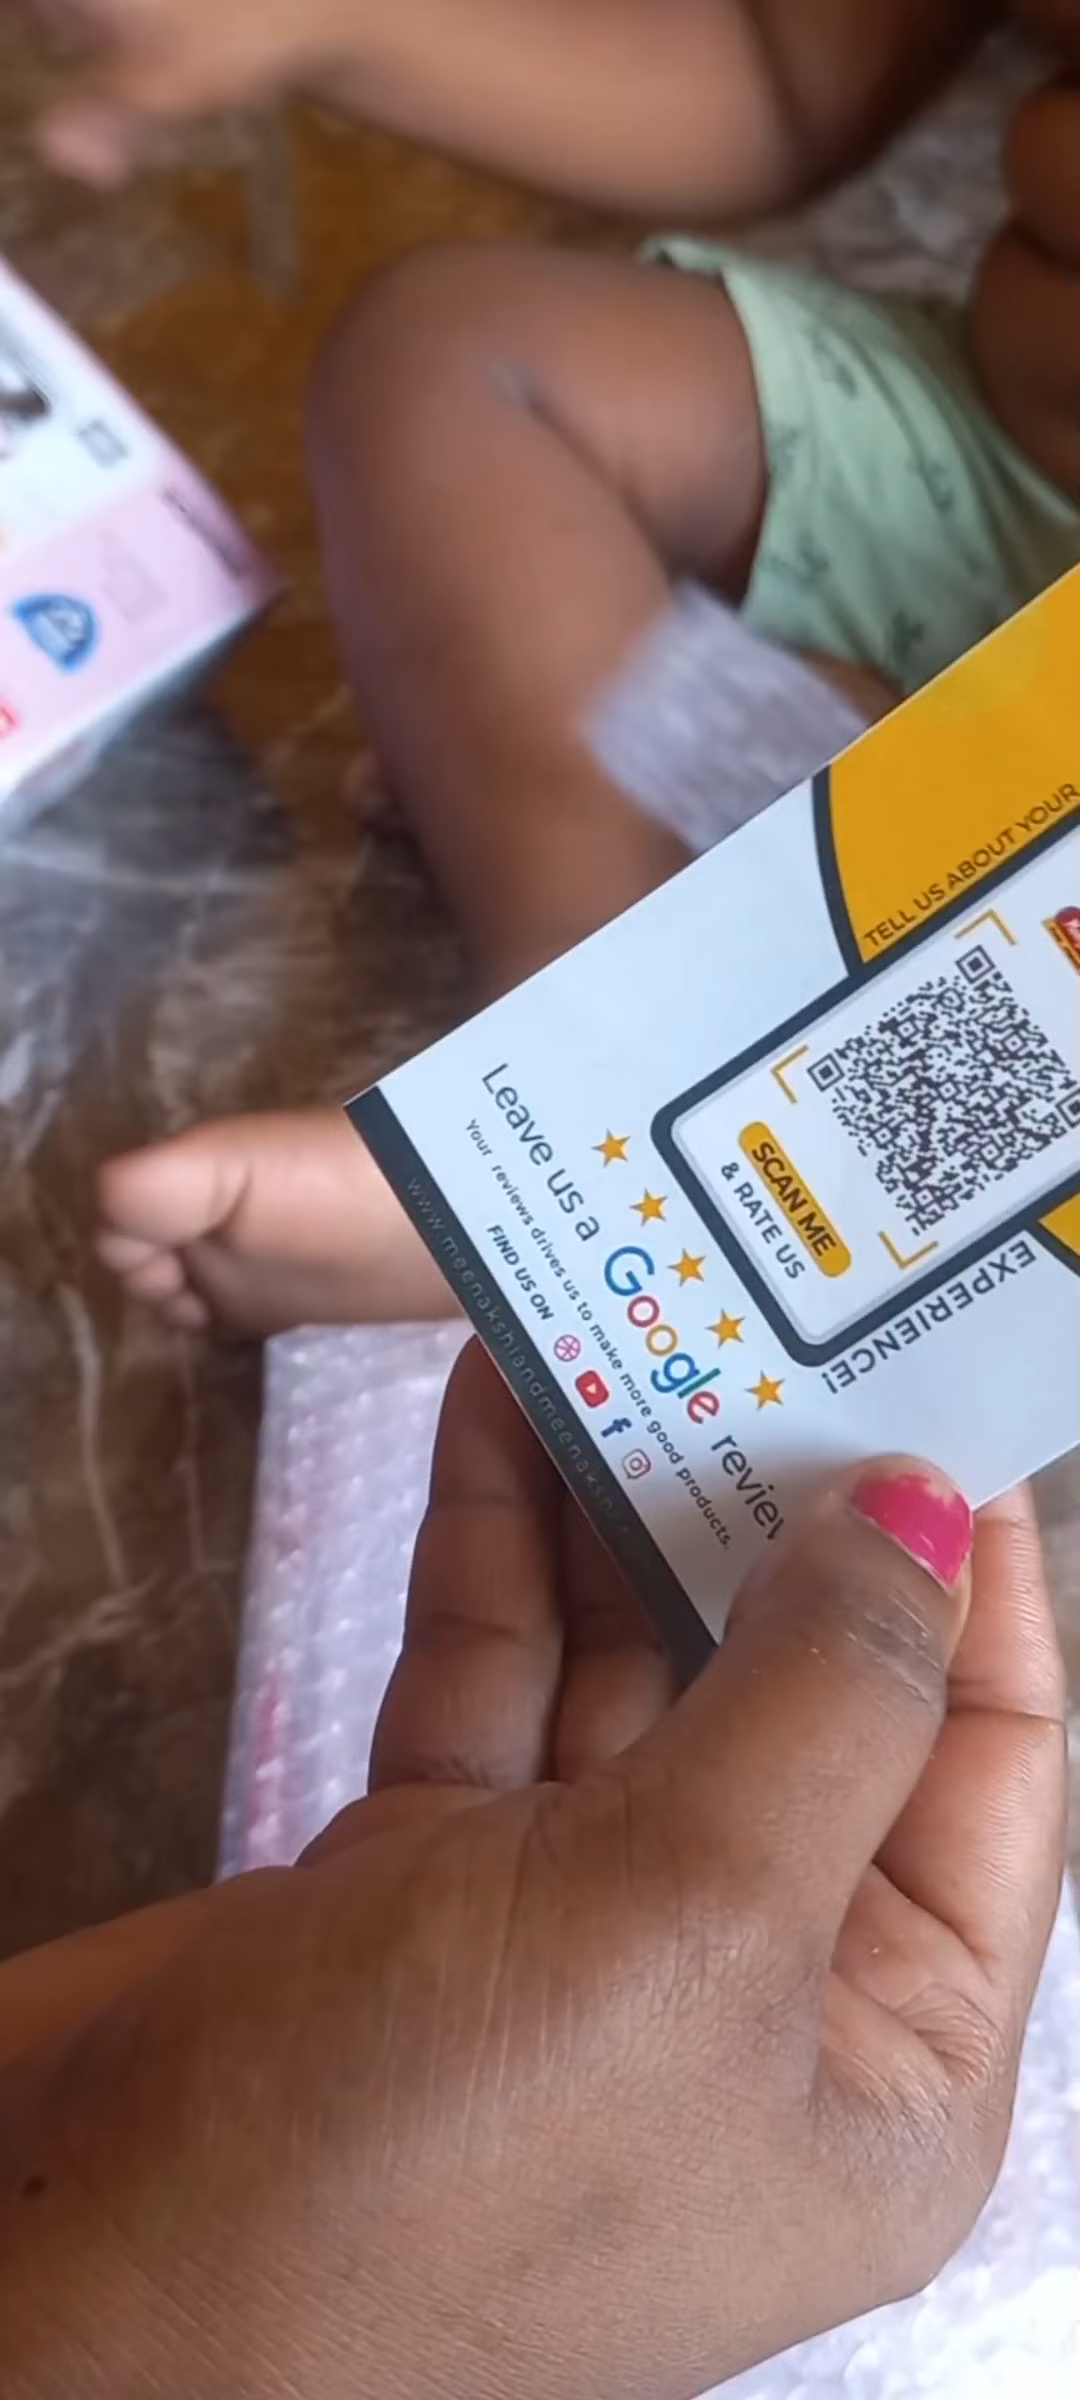 TELL US ABOUT YOUR
EXPERIENCE!
SCAN ME
& RATE US
Leave us a Google
Your reviews drives us to make more good products.
FIND US ON